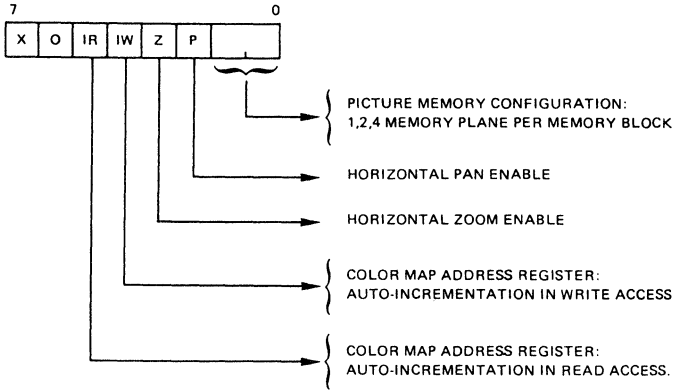 7 0
X O IR IW Z P
PICTURE MEMORY CONFIGURATION:
1,2,4 MEMORY PLANE PER MEMORY BLOCK
HORIZONTAL PAN ENABLE
HORIZONTAL ZOOM ENABLE
COLOR MAP ADDRESS REGISTER:
AUTO-INCREMENTATION IN WRITE ACCESS
COLOR MAP ADDRESS REGISTER:
AUTO-INCREMENTATION IN READ ACCESS.